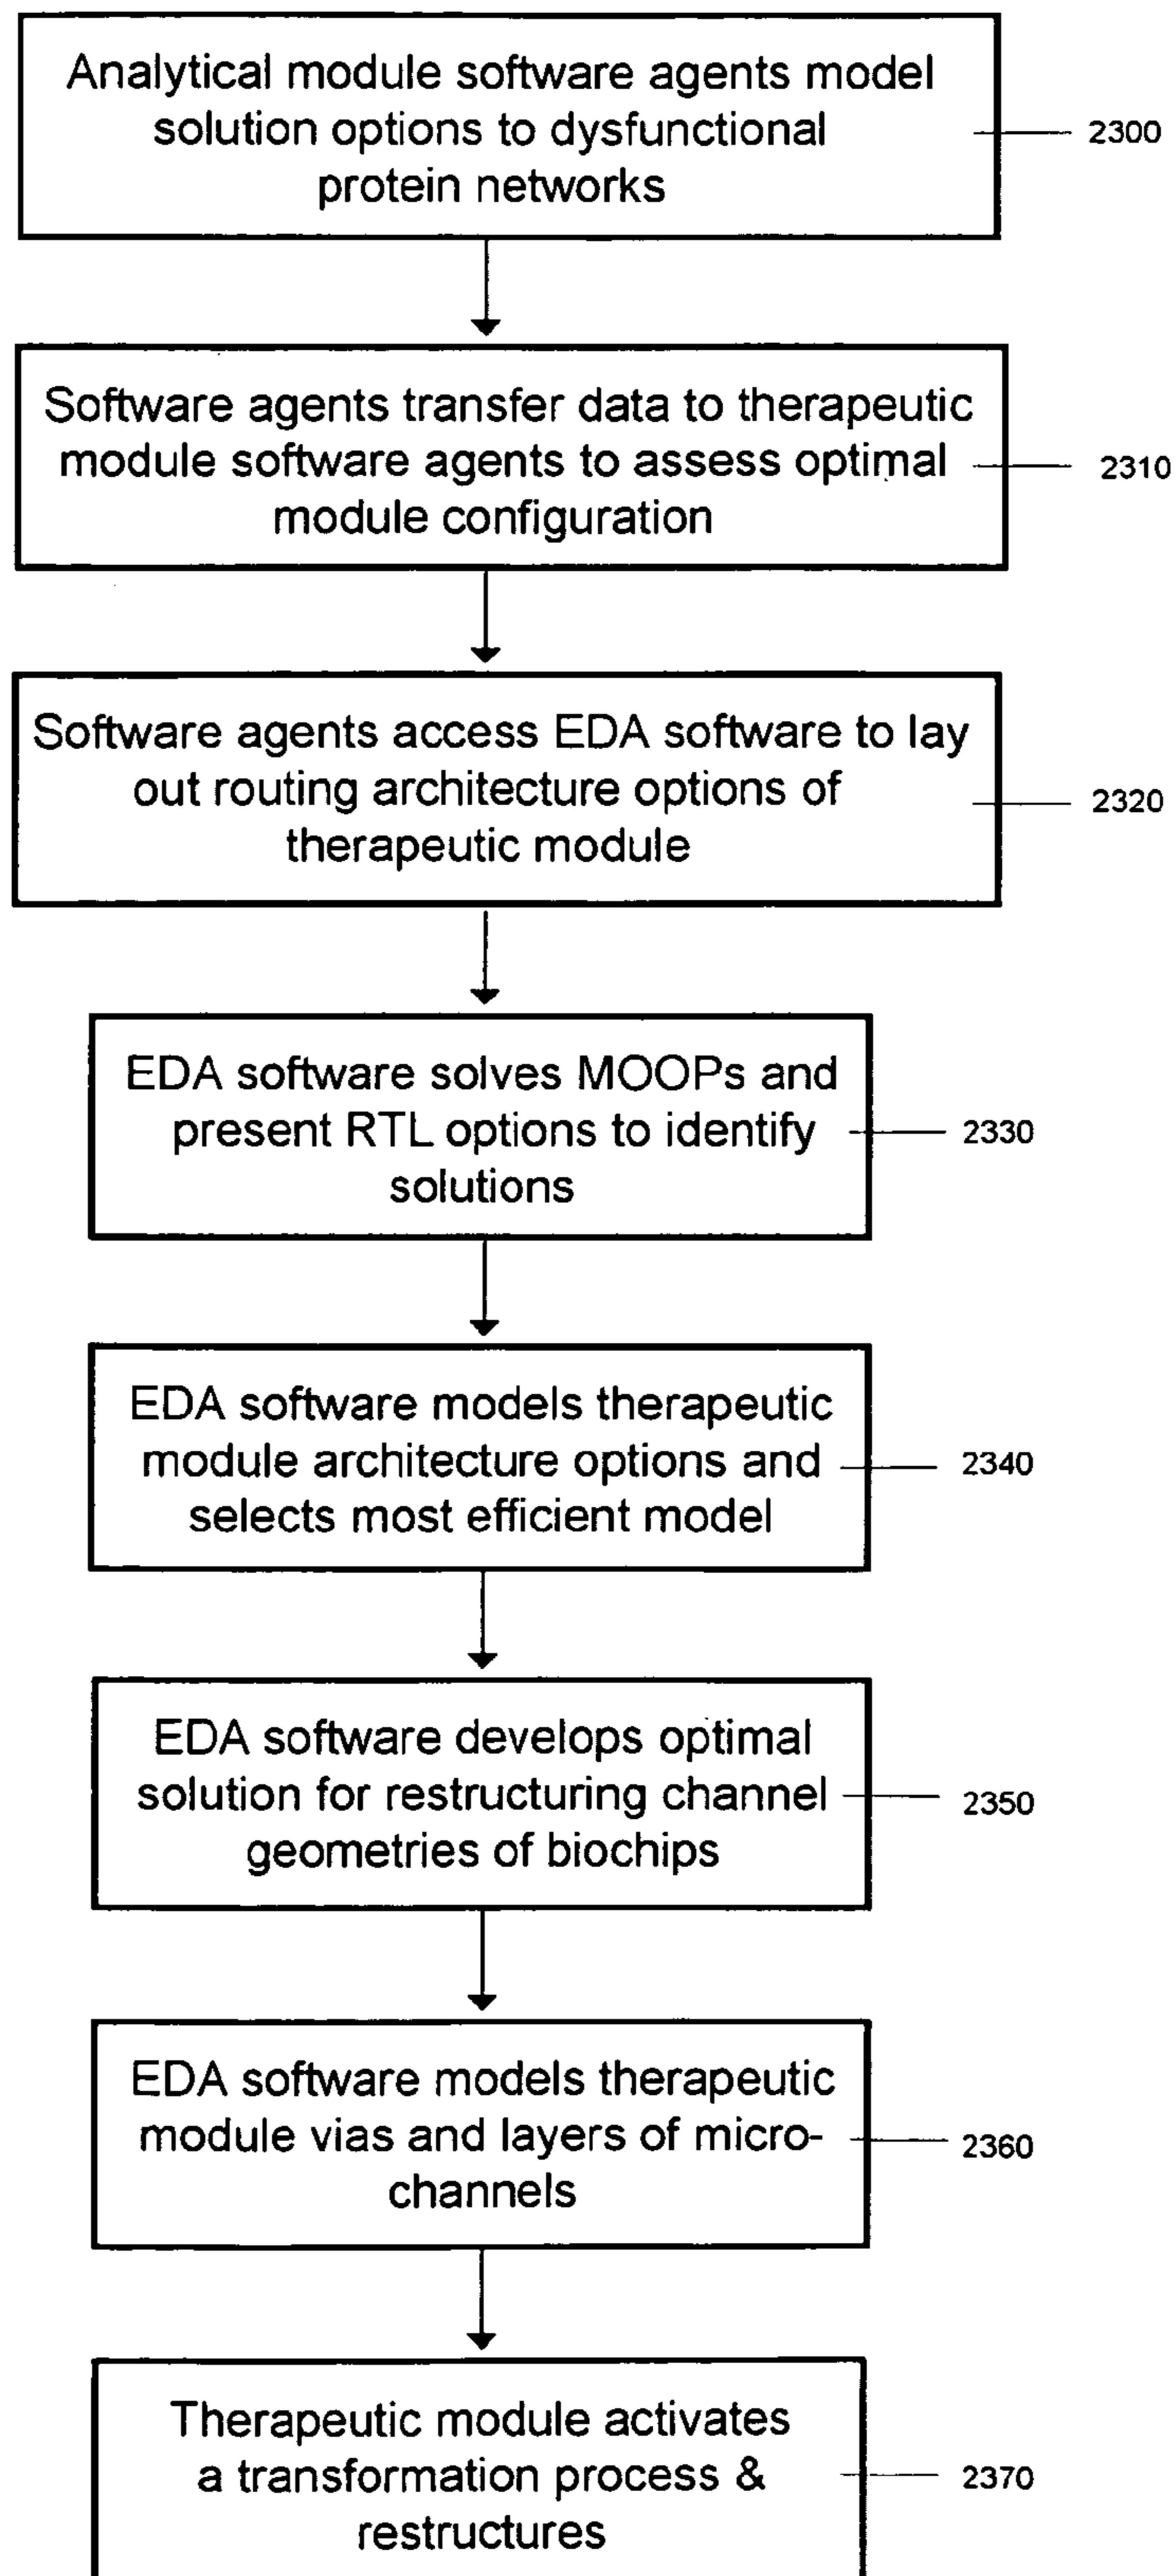 Analytical module software agents model
solution options to dysfunctional
protein networks
2300
Software agents transfer data to therapeutic
module software agents to assess optimal
module configuration
2310
Software agents access EDA software to lay
out routing architecture options of
therapeutic module
2320
EDA software solves MOOPs and
present RTL options to identify
solutions
2330
EDA software models therapeutic
module architecture options and
selects most efficient model
2340
EDA software develops optimal
solution for restructuring channel
geometries of biochips
2350
EDA software models therapeutic
module vias and layers of micro-
channels
2360
Therapeutic module activates
a transformation process &
restructures
2370